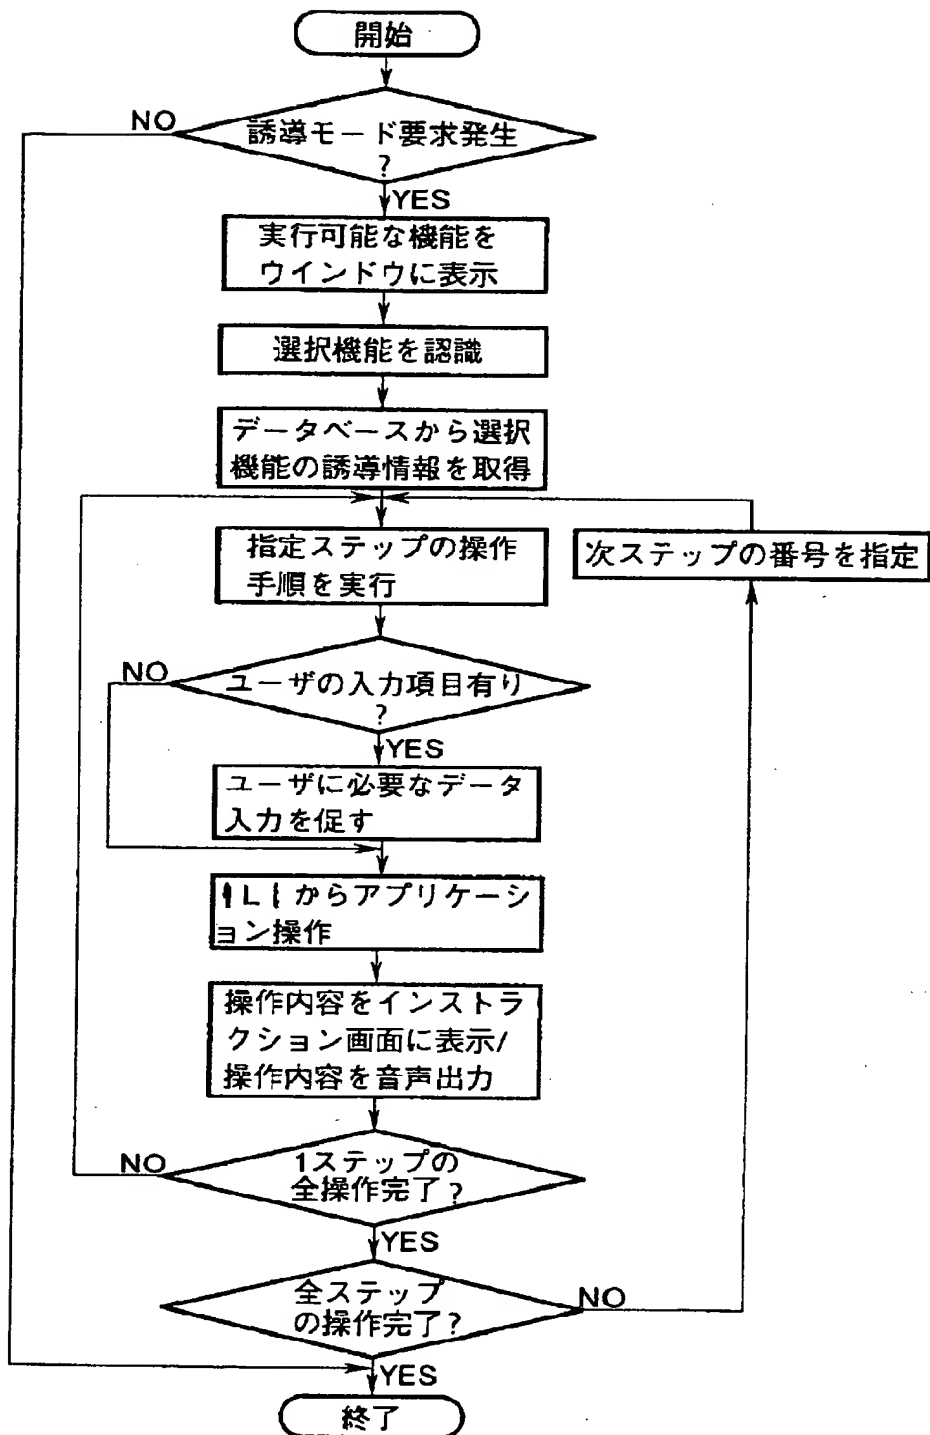 開始
NO
誘導モード要求発生
?
YES
実行可能な機能を
ウインドウに表示
選択機能を認識
データベースから選択
機能の誘導情報を取得
指定ステップの操作
手順を実行
次ステップの番号を指定
NO
ユーザの入力項目有り
?
YES
ユーザに必要なデータ
入力を促す
からアプリケーシ
ョン操作
操作内容をインストラ
クション画面に表示/
操作内容を音声出力
NO
1ステップの
全操作完了?
YES
全ステップ
の操作完了?
NO
YES
終了